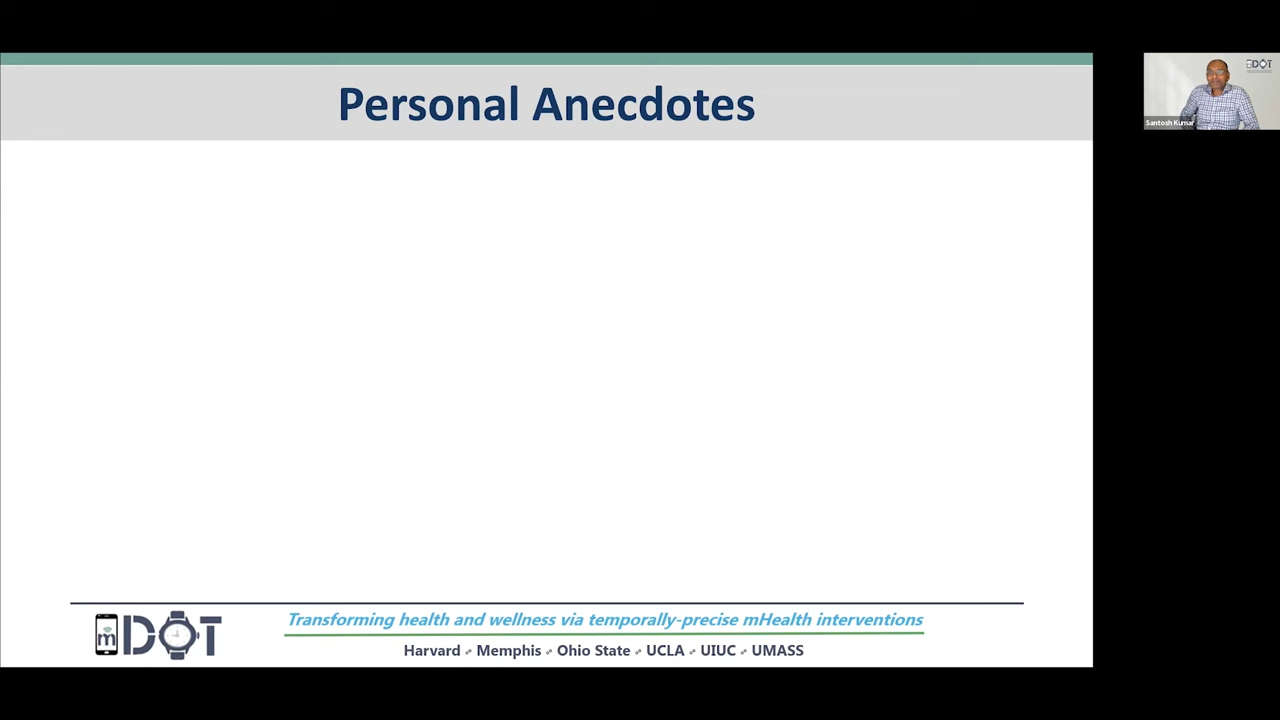 Personal Anecdotes
mDOT
Santosh Kumar
mDOT
Transforming health and wellness via temporally-precise mHealth interventions
Harvard Memphis Ohio State UCLA UIUC UMASS